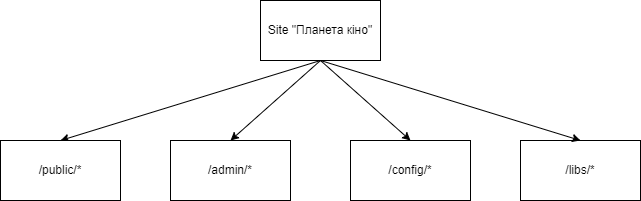 Site "Планета кіно"
/public/*
/admin/*
/config/*
/libs/*